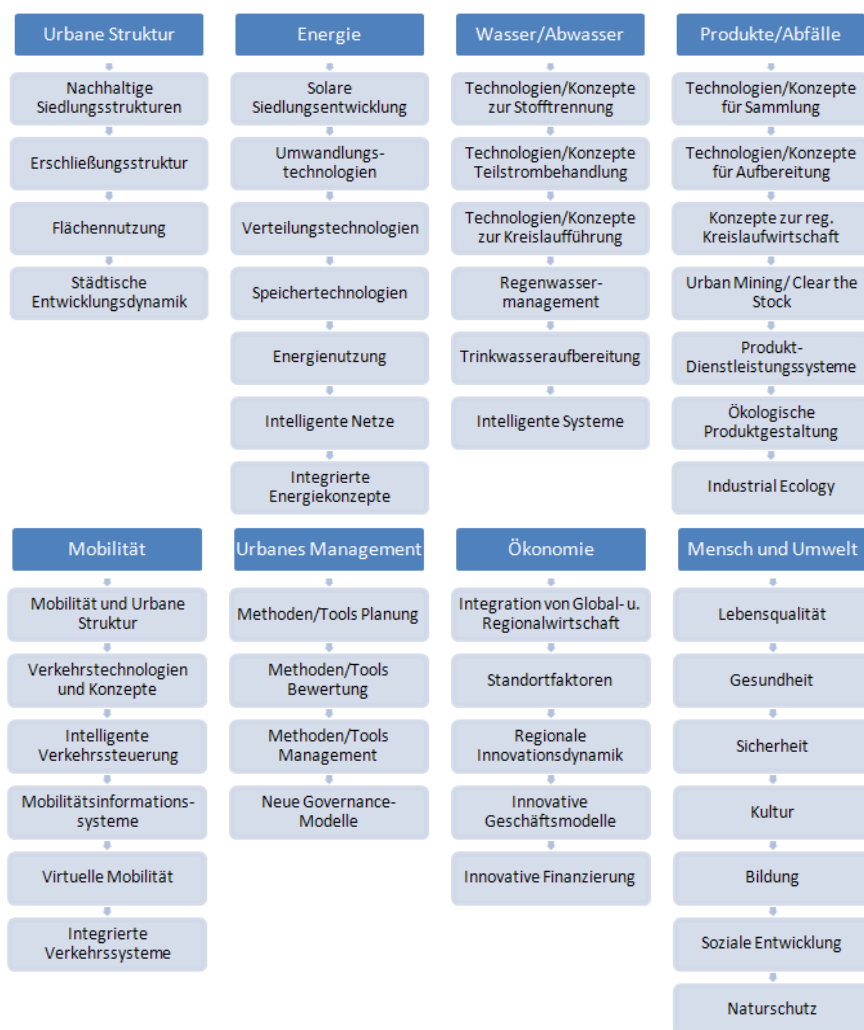 Urbane Struktur
Nachhaltige
Siedlungsstrukturen
Erschließungsstruktur
Flächennutzung
Städtische
Entwicklungsdynamik
Energie
Solare
Siedlungsentwicklung
Umwandlungs-
technologien
Verteilungstechnologien
Speichertechnologien
Energienutzung
Intelligente Netze
Integrierte
Energiekonzepte
Wasser/Abwasser
Technologien/Konzepte
zur Stofftrennung
Technologien/Konzepte
Teilstrombehandlung
Technologien/Konzepte
zur Kreislaufführung
Regenwasser-
management
Trinkwasseraufbereitung
Intelligente Systeme
Produkte/Abfälle
Technologien/Konzepte
für Sammlung
Technologien/Konzepte
für Aufbereitung
Konzepte zur reg.
Kreislaufwirtschaft
Urban Mining/ Clear the
Stock
Produkt-
Dienstleistungssysteme
Ökologische
Produktgestaltung
Industrial Ecology
Mobilität
Mobilität und Urbane
Struktur
Verkehrstechnologien
und Konzepte
Intelligente
Verkehrssteuerung
Mobilitätsinformations-
systeme
Virtuelle Mobilität
Integrierte
Verkehrssysteme
Urbanes Management
Methoden/Tools Planung
Methoden/Tools
Bewertung
Methoden/Tools
Management
Neue Governance-
Modelle
Ökonomie
Integration von Global- u.
Regionalwirtschaft
Standortfaktoren
Regionale
Innovationsdynamik
Innovative
Geschäftsmodelle
Innovative Finanzierung
Mensch und Umwelt
Lebensqualität
Gesundheit
Sicherheit
Kultur
Bildung
Soziale Entwicklung
Naturschutz